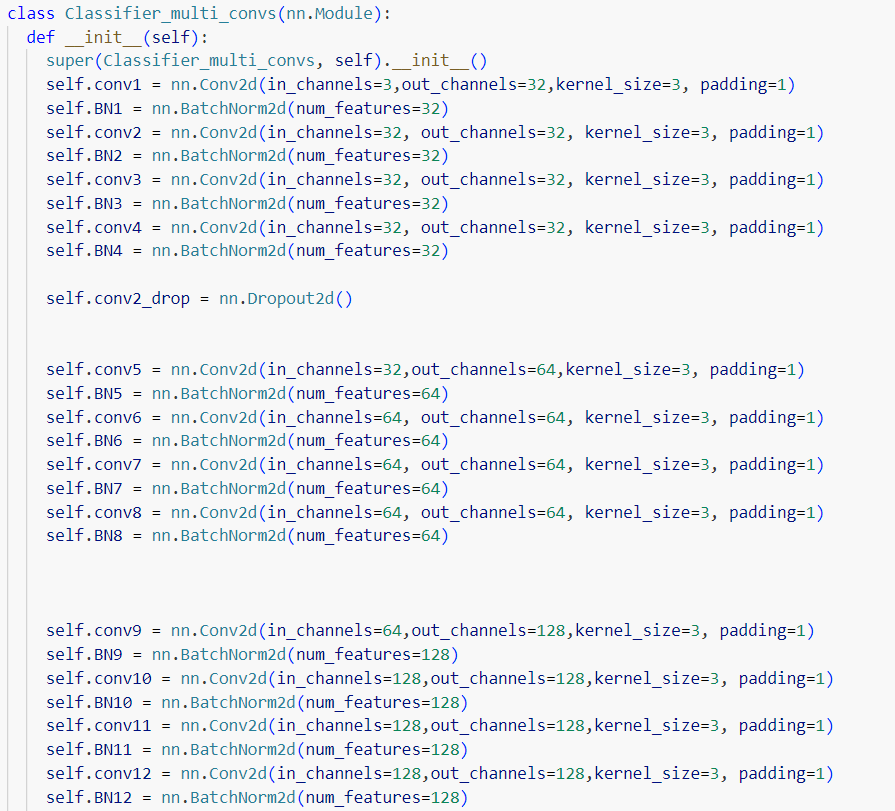 class Classifier_multi_convs(nn.Module):
def __init__(self):
super(Classifier_multi_convs, self).__init__()
self.conv1 = nn.Conv2d(in_channels=3,out_channels=32,kernel_size=3, padding=1)
self.BN1 = nn.BatchNorm2d(num_features=32)
self.conv2 = nn.Conv2d(in_channels=32, out_channels=32, kernel_size=3, padding=1)
self.BN2 = nn.BatchNorm2d(num_features=32)
self.conv3 = nn.Conv2d(in_channels=32, out_channels=32, kernel_size=3, padding=1)
self.BN3 = nn.BatchNorm2d(num_features=32)
self.conv4 = nn.Conv2d(in_channels=32, out_channels=32, kernel_size=3, padding=1)
self.BN4 = nn.BatchNorm2d(num_features=32)
self.conv2_drop = nn.Dropout2d()
self.conv5 = nn.Conv2d(in_channels=32,out_channels=64,kernel_size=3, padding=1)
self.BN5 = nn.BatchNorm2d(num_features=64)
self.conv6 = nn.Conv2d(in_channels=64, out_channels=64, kernel_size=3, padding=1)
self.BN6 = nn.BatchNorm2d(num_features=64)
self.conv7 = nn.Conv2d(in_channels=64, out_channels=64, kernel_size=3, padding=1)
self.BN7 = nn.BatchNorm2d(num_features=64)
self.conv8 = nn.Conv2d(in_channels=64, out_channels=64, kernel_size=3, padding=1)
self.BN8 = nn.BatchNorm2d(num_features=64)
self.conv9 = nn.Conv2d(in_channels=64,out_channels=128,kernel_size=3, padding=1)
self.BN9 = nn.BatchNorm2d(num_features=128)
self.conv10 = nn.Conv2d(in_channels=128,out_channels=128,kernel_size=3, padding=1)
self.BN10 = nn.BatchNorm2d(num_features=128)
self.conv11 = nn.Conv2d(in_channels=128,out_channels=128,kernel_size=3, padding=1)
self.BN11 = nn.BatchNorm2d(num_features=128)
self.conv12 = nn.Conv2d(in_channels=128,out_channels=128,kernel_size=3, padding=1)
self.BN12 = nn.BatchNorm2d(num_features=128)